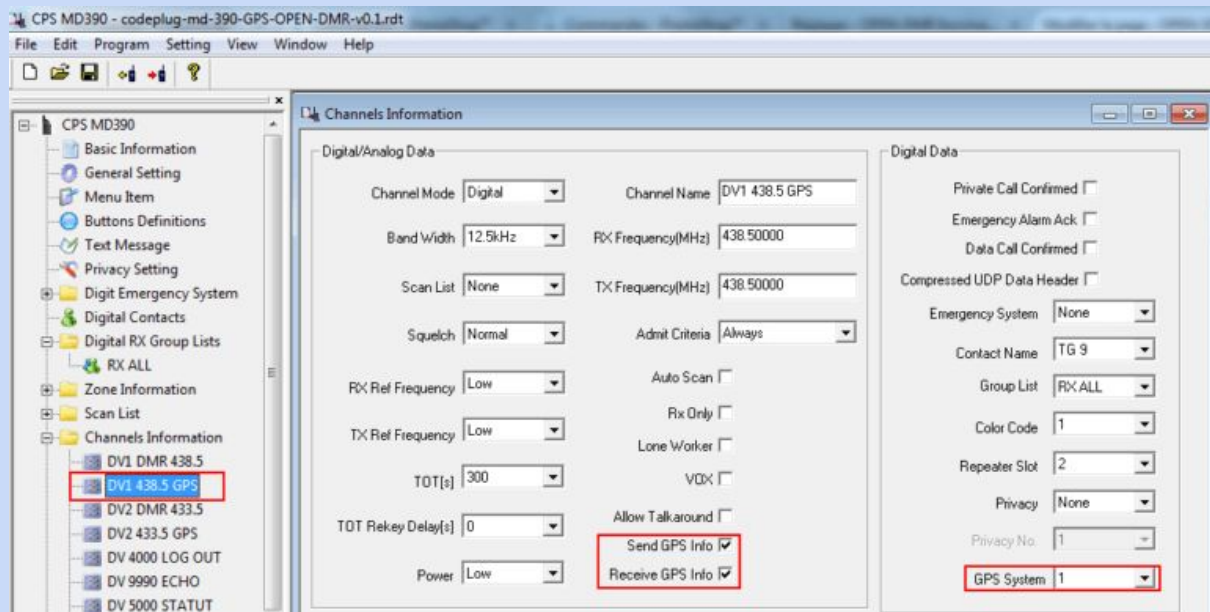 CPS MD390 - codeplug-md-390-GPS-OPEN-DMR-v0.1.rdt
File Edit Program Setting View Window Help
CPS MD390
Basic Information
General Setting
Menu Item
Buttons Definitions
Text Message
Privacy Setting
Digit Emergency System
Digital Contacts
Digital RX Group Lists
RX ALL
Zone Information
Scan List
Channels Information
DV1 DMR 438.5
DV1 438.5 GPS
DV2 DMR 433.5
DV2 433.5 GPS
DV 4000 LOG OUT
DV 9990 ECHO
DV 5000 STATUT
Channels Information
Digital/Analog Data
Channel Mode Digital
Band Width 12.5kHz
Scan List None
Squelch Normal
RX Ref Frequency Low
TX Ref Frequency Low
TOT[s] 300
TOT Rekey Delay[s] 0
Power Low
Channel Name DV1 438.5 GPS
RX Frequency(MHz) 438.50000
TX Frequency(MHz) 438.50000
Admit Criteria Always
Auto Scan
Rx Only
Lone Worker
VOX
Allow Talkaround
Send GPS Info
Receive GPS Info
Digital Data
Private Call Confirmed
Emergency Alarm Ack
Data Call Confirmed
Compressed UDP Data Header
Emergency System None
Contact Name TG 9
Group List RX ALL
Color Code 1
Repeater Slot 2
Privacy None
Privacy No. 1
GPS System 1